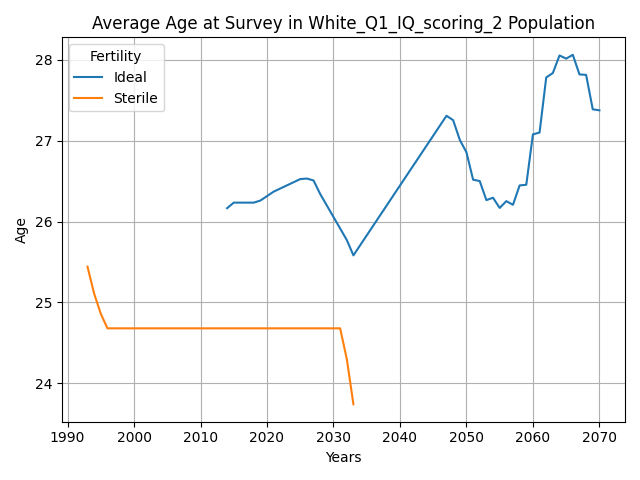 Average Age at Survey in White_Q1_IQ_scoring_2 Population
Fertility
Ideal
Sterile
28
27
26
25
24
Age
1990 2000 2010 2020 2030 2040 2050 2060 2070
Years